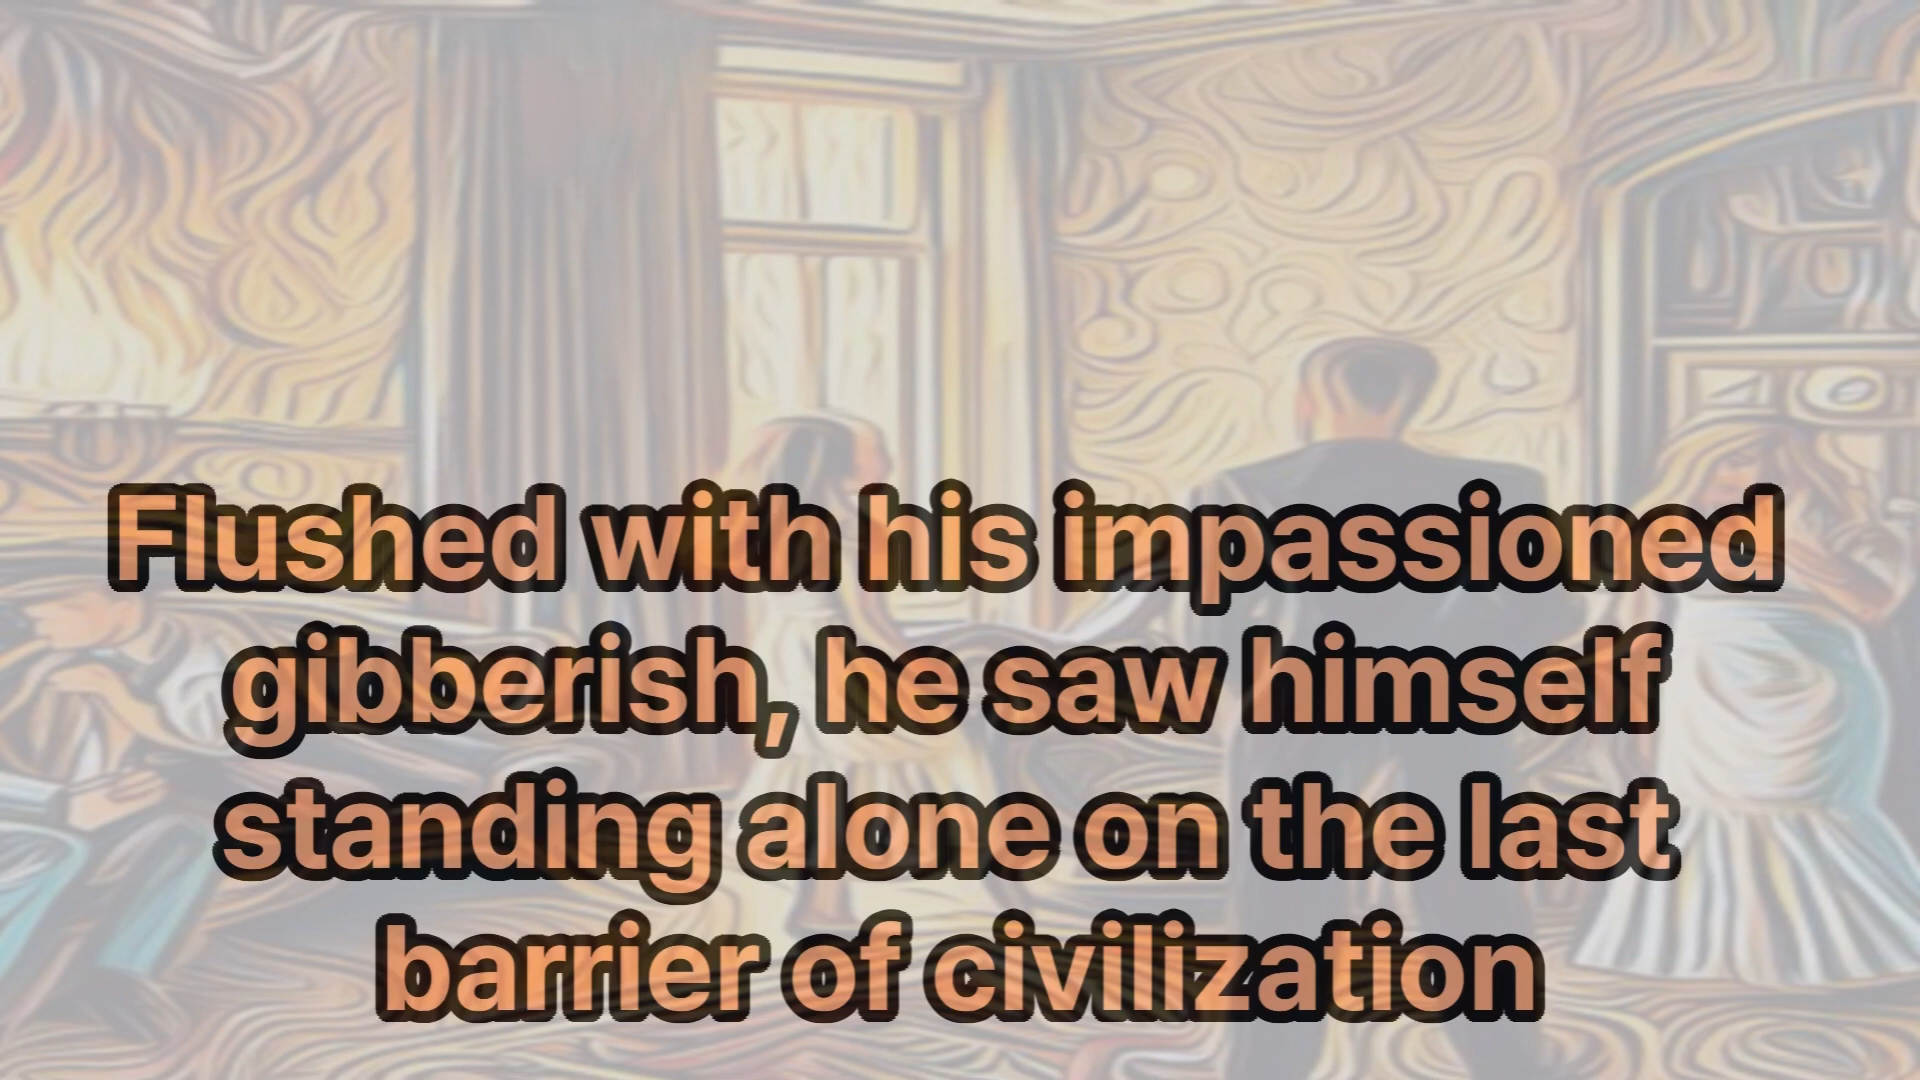 Flushed with his impassioned
gibberish, he saw himself
standing alone on the last
barrier of civilization